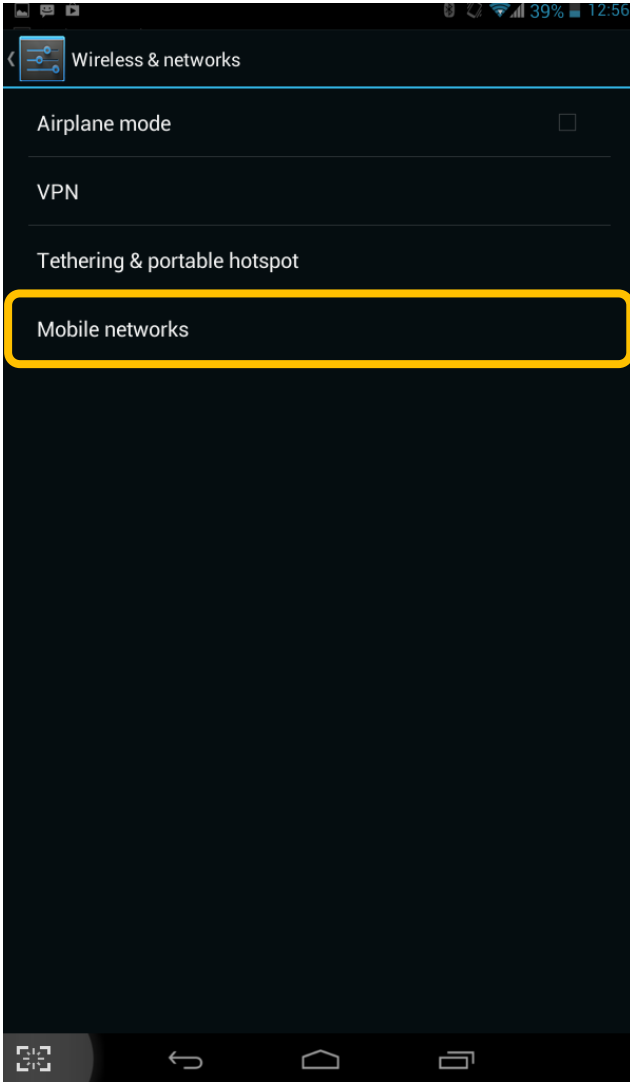 39% 12:56
Wireless & networks
Airplane mode
VPN
Tethering & portable hotspot
Mobile networks